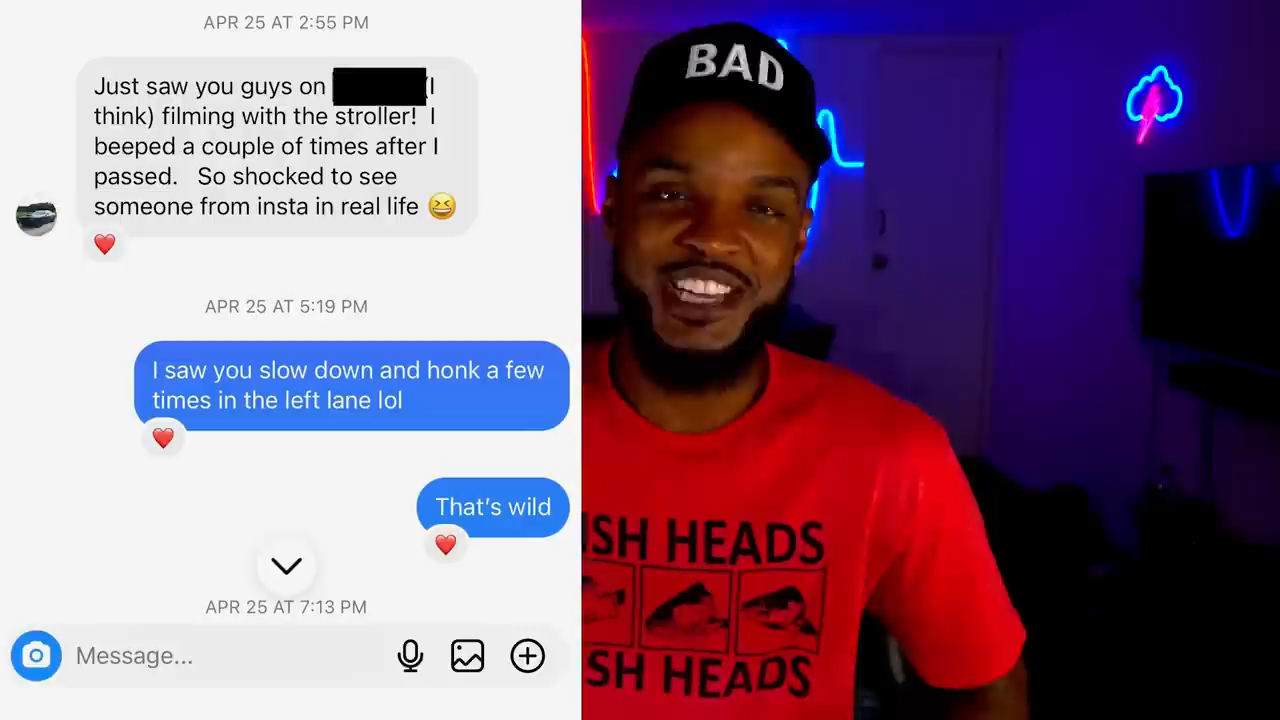 APR 25 AT 2:55 PM
Just saw you guys on (I
think) filming with the stroller! I
beeped a couple of times after I
passed. So shocked to see
someone from insta in real life 😆
❤️
APR 25 AT 5:19 PM
I saw you slow down and honk a few
times in the left lane lol
❤️
That’s wild
❤️
APR 25 AT 7:13 PM
Message...
BAD
ISH HEADS
SH HEADS